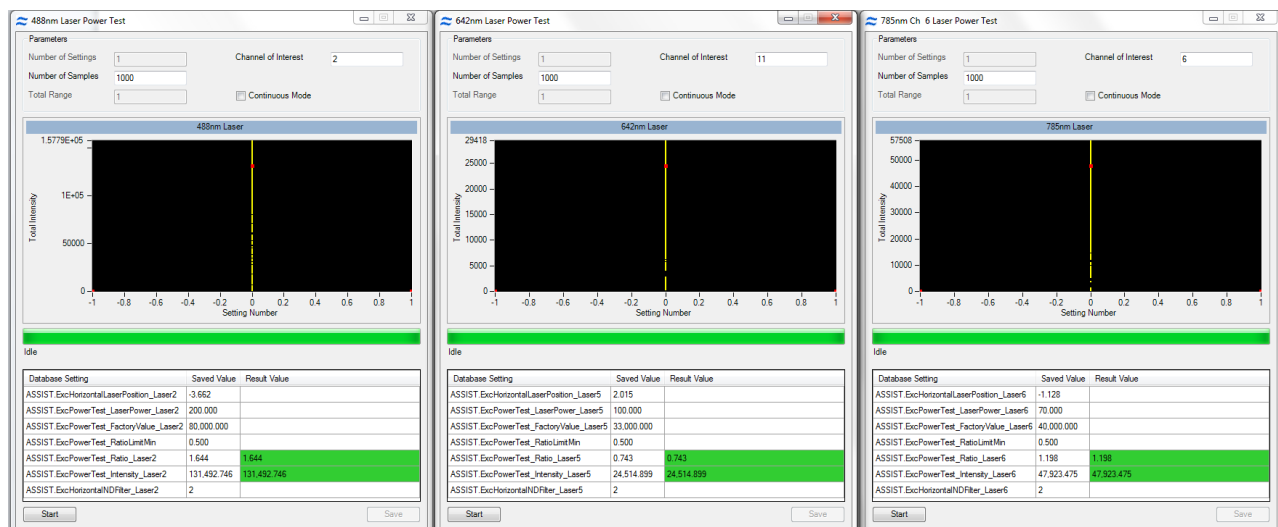 488nm Laser Power Test
Parameters
Number of Settings 1 Channel of Interest 2
Number of Samples 1000
Total Range 1 Continuous Mode
488nm Laser
1.5779E+05
1E+05
50000
0
Total Intensity
-1 -0.8 -0.6 -0.4 -0.2 0 0.2 0.4 0.6 0.8 1
Setting Number
Idle
Database Setting Saved Value Result Value
ASSIST.ExcHorizontalLaserPosition_Laser2 -3.662
ASSIST.ExcPowerTest_LaserPower_Laser2 200.000
ASSIST.ExcPowerTest_FactoryValue_Laser2 80,000.000
ASSIST.ExcPowerTest_RatioLimitMin 0.500
ASSIST.ExcPowerTest_Ratio_Laser2 1.644 1.644
ASSIST.ExcPowerTest_Intensity_Laser2 131,492.746 131,492.746
ASSIST.ExcHorizontalNDFilter_Laser2 2
Start Save
642nm Laser Power Test
Parameters
Number of Settings 1 Channel of Interest 11
Number of Samples 1000
Total Range 1 Continuous Mode
642nm Laser
29418
25000
20000
15000
10000
5000
0
Total Intensity
-1 -0.8 -0.6 -0.4 -0.2 0 0.2 0.4 0.6 0.8 1
Setting Number
Idle
Database Setting Saved Value Result Value
ASSIST.ExcHorizontalLaserPosition_Laser5 2.015
ASSIST.ExcPowerTest_LaserPower_Laser5 100.000
ASSIST.ExcPowerTest_FactoryValue_Laser5 33,000.000
ASSIST.ExcPowerTest_RatioLimitMin 0.500
ASSIST.ExcPowerTest_Ratio_Laser5 0.743 0.743
ASSIST.ExcPowerTest_Intensity_Laser5 24,514.899 24,514.899
ASSIST.ExcHorizontalNDFilter_Laser5 2
Start Save
785nm Ch 6 Laser Power Test
Parameters
Number of Settings 1 Channel of Interest 6
Number of Samples 1000
Total Range 1 Continuous Mode
785nm Laser
57508
50000
40000
30000
20000
10000
0
Total Intensity
-1 -0.8 -0.6 -0.4 -0.2 0 0.2 0.4 0.6 0.8 1
Setting Number
Idle
Database Setting Saved Value Result Value
ASSIST.ExcHorizontalLaserPosition_Laser6 -1.128
ASSIST.ExcPowerTest_LaserPower_Laser6 70.000
ASSIST.ExcPowerTest_FactoryValue_Laser6 40,000.000
ASSIST.ExcPowerTest_RatioLimitMin 0.500
ASSIST.ExcPowerTest_Ratio_Laser6 1.198 1.198
ASSIST.ExcPowerTest_Intensity_Laser6 47,923.475 47,923.475
ASSIST.ExcHorizontalNDFilter_Laser6 2
Start Save